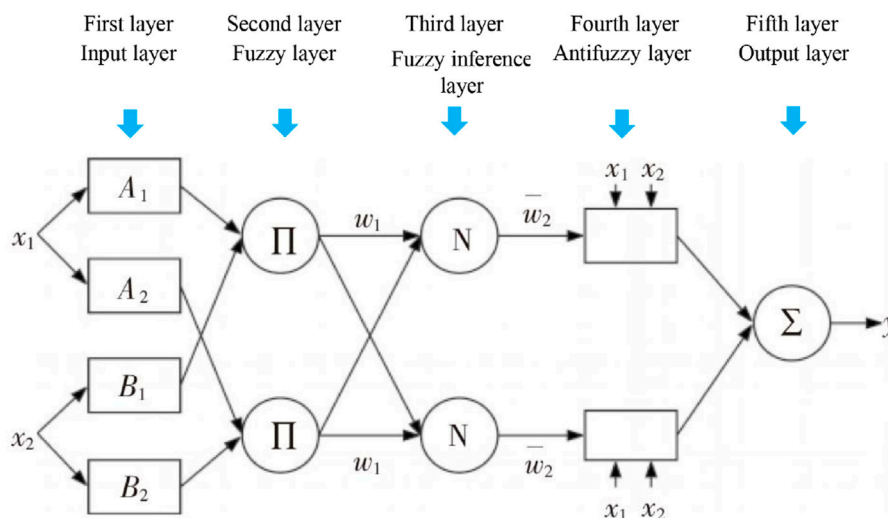 First layer
Input layer
Second layer
Fuzzy layer
Third layer
Fuzzy inference
layer
Fourth layer
Antifuzzy layer
Fifth layer
Output layer
x₁ x₂
A₁
w₁
w̅₂
∏
N
x₁
A₂
Σ
y
B₁
x₂
∏
N
w₁
w̅₂
B₂
x₁ x₂